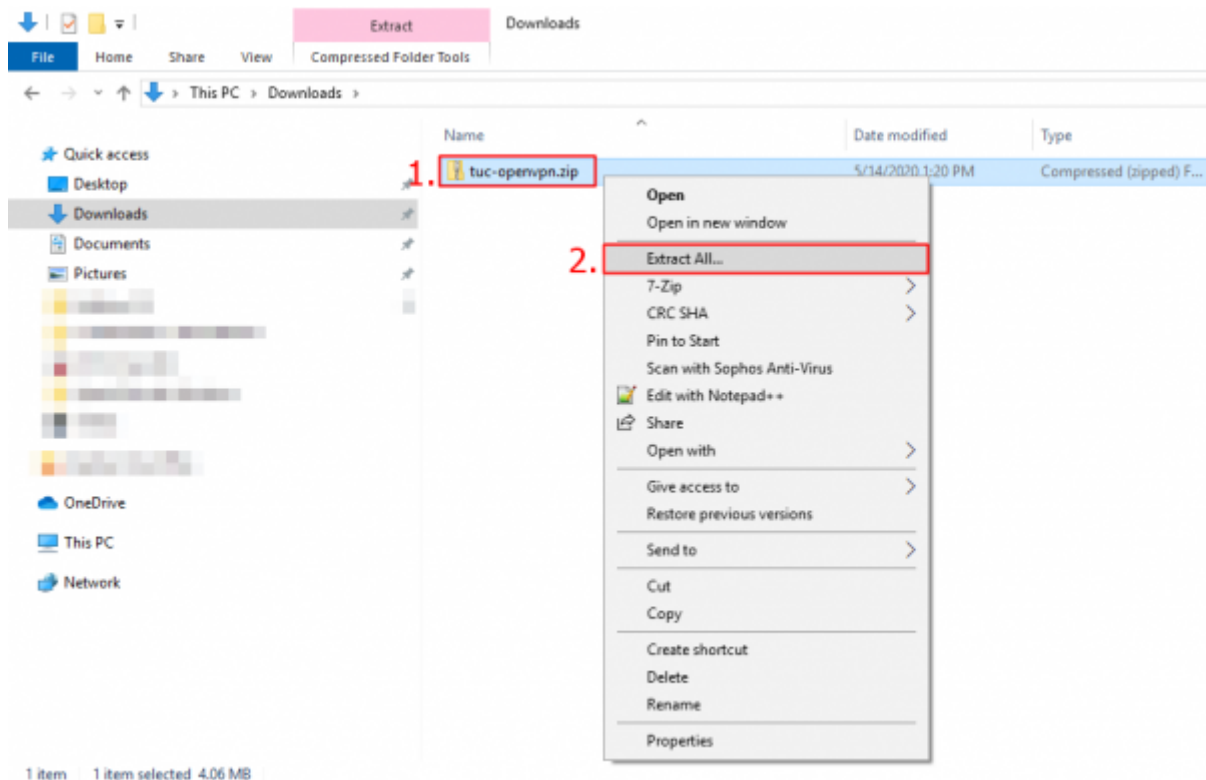 Extract
Downloads
File Home Share View Compressed Folder Tools
This PC > Downloads >
Name Date modified Type
Quick access
Desktop
Downloads
Documents
Pictures
OneDrive
This PC
Network
1. tuc-openvpn.zip 5/14/2020 1:20 PM Compressed (zipped) F...
Open
Open in new window
2. Extract All...
7-Zip
CRC SHA
Pin to Start
Scan with Sophos Anti-Virus
Edit with Notepad++
Share
Open with
Give access to
Restore previous versions
Send to
Cut
Copy
Create shortcut
Delete
Rename
Properties
1 item 1 item selected 4.06 MB